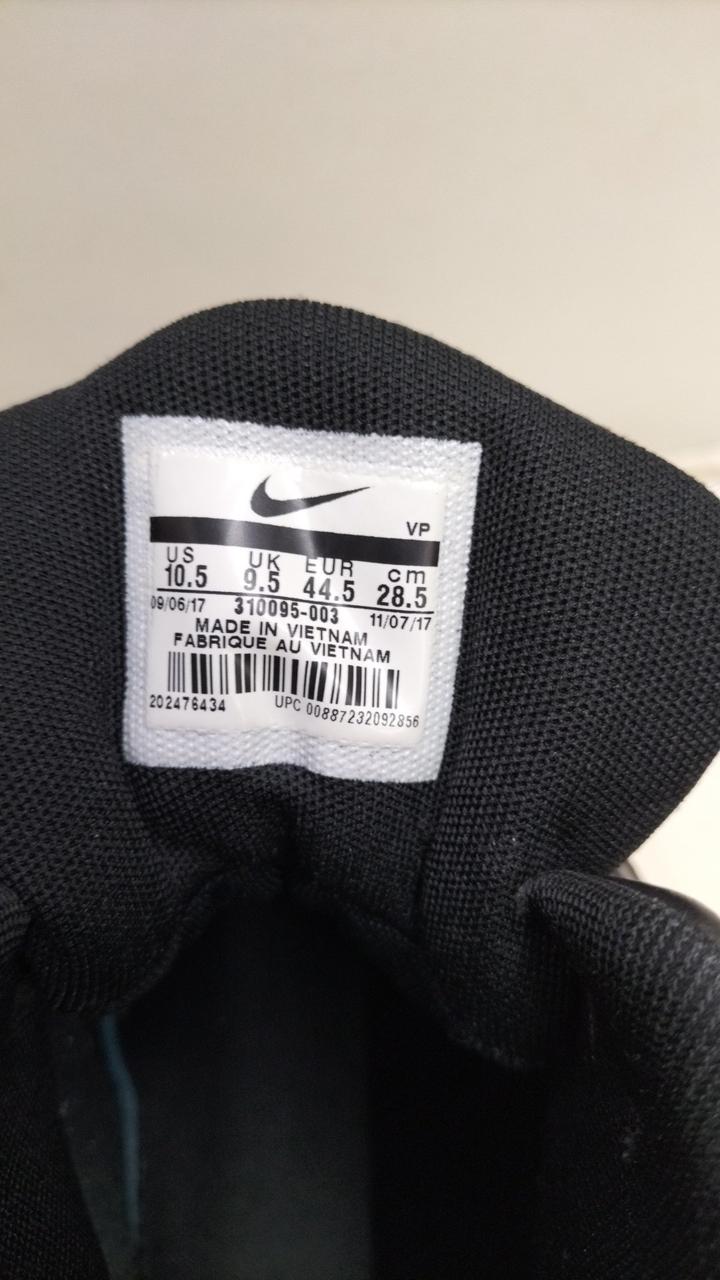 VP
US UK EUR cm
10.5 9.5 44.5 28.5
09/06/17 310095-003 11/07/17
MADE IN VIETNAM
FABRIQUE AU VIETNAM
202476434 UPC 00887232092856